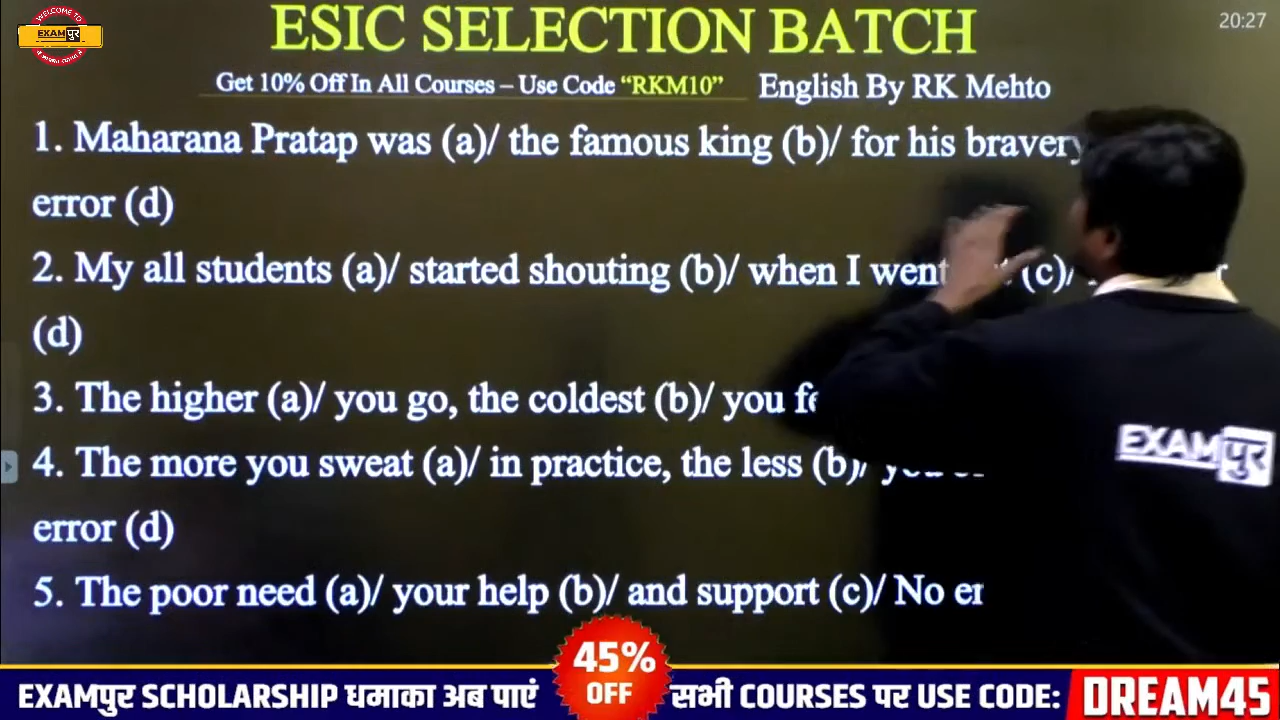 WELCOME TO
EXAMपुर
ESIC SELECTION BATCH
20:27
Get 10% Off In All Courses – Use Code “RKM10”
English By RK Mehto
1. Maharana Pratap was (a)/ the famous king (b)/ for his bravery
error (d)
2. My all students (a)/ started shouting (b)/ when I went (c)/
(d)
3. The higher (a)/ you go, the coldest (b)/ you
4. The more you sweat (a)/ in practice, the less (b)/
error (d)
5. The poor need (a)/ your help (b)/ and support (c)/ No
EXAMपुर
45%
OFF
EXAMपुर SCHOLARSHIP धमाका अब पाएं सभी COURSES पर USE CODE: DREAM45